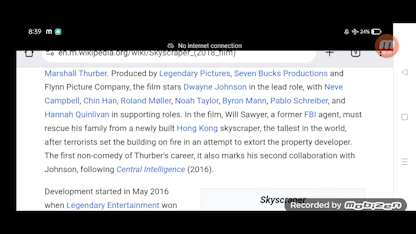 8:39 m
24%
No internet connection
en.m.wikipedia.org/wiki/Skyscraper_(2018_film)
Marshall Thurber. Produced by Legendary Pictures, Seven Bucks Productions and
Flynn Picture Company, the film stars Dwayne Johnson in the lead role, with Neve
Campbell, Chin Han, Roland Møller, Noah Taylor, Byron Mann, Pablo Schreiber, and
Hannah Quinlivan in supporting roles. In the film, Will Sawyer, a former FBI agent, must
rescue his family from a newly built Hong Kong skyscraper, the tallest in the world,
after terrorists set the building on fire in an attempt to extort the property developer.
The first non-comedy of Thurber's career, it also marks his second collaboration with
Johnson, following Central Intelligence (2016).
Development started in May 2016
when Legendary Entertainment won
Skyscraper
Recorded by mobizen